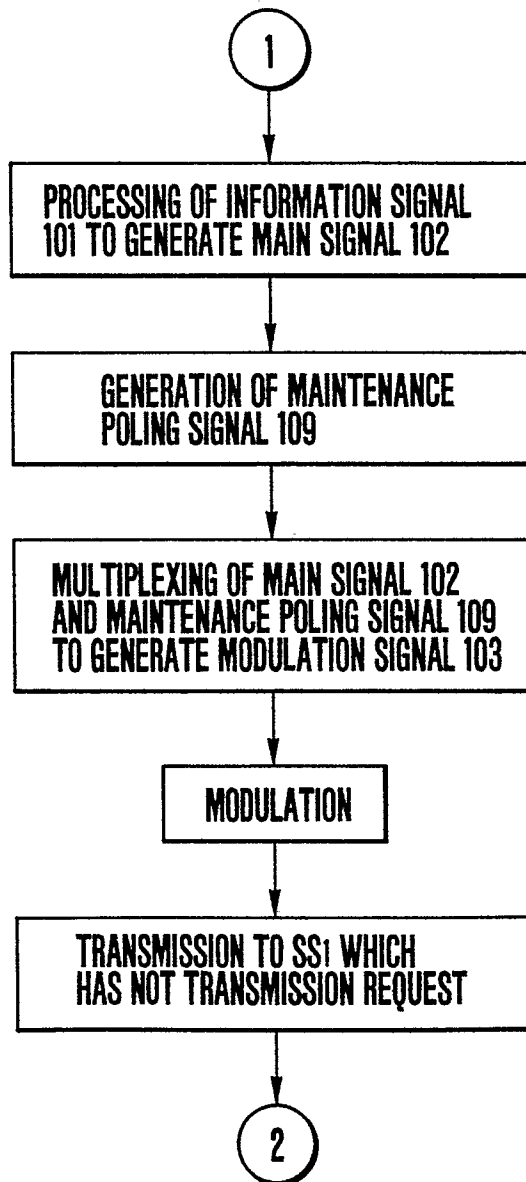 1
PROCESSING OF INFORMATION SIGNAL
101 TO GENERATE MAIN SIGNAL 102
GENERATION OF MAINTENANCE
POLING SIGNAL 109
MULTIPLEXING OF MAIN SIGNAL 102
AND MAINTENANCE POLING SIGNAL 109
TO GENERATE MODULATION SIGNAL 103
MODULATION
TRANSMISSION TO SS1 WHICH
HAS NOT TRANSMISSION REQUEST
2